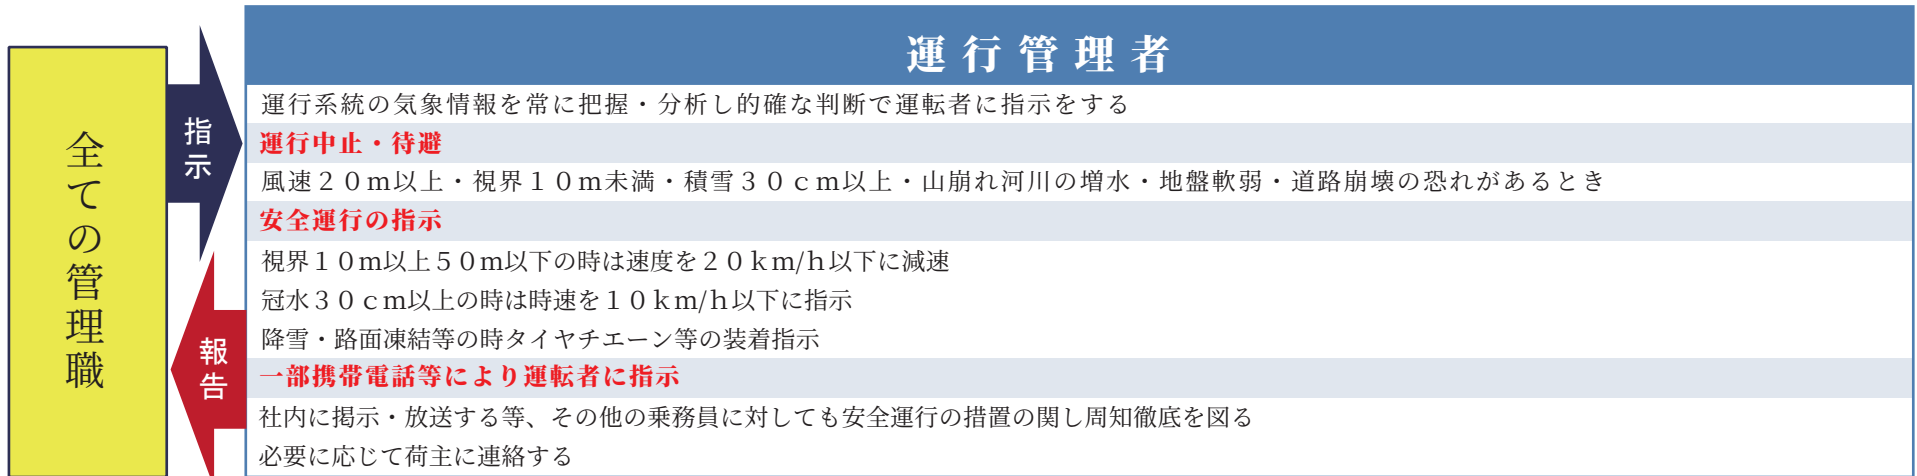 全ての管理職
指示
報告
運行管理者
運行系統の気象情報を常に把握・分析し的確な判断で運転者に指示をする
運行中止・待避
風速２０ｍ以上・視界１０ｍ未満・積雪３０ｃｍ以上・山崩れ河川の増水・地盤軟弱・道路崩壊の恐れがあるとき
安全運行の指示
視界１０ｍ以上５０ｍ以下の時は速度を２０ｋｍ/ｈ以下に減速
冠水３０ｃｍ以上の時は時速を１０ｋｍ/ｈ以下に指示
降雪・路面凍結等の時タイヤチエーン等の装着指示
一部携帯電話等により運転者に指示
社内に掲示・放送する等、その他の乗務員に対しても安全運行の措置の関し周知徹底を図る
必要に応じて荷主に連絡する